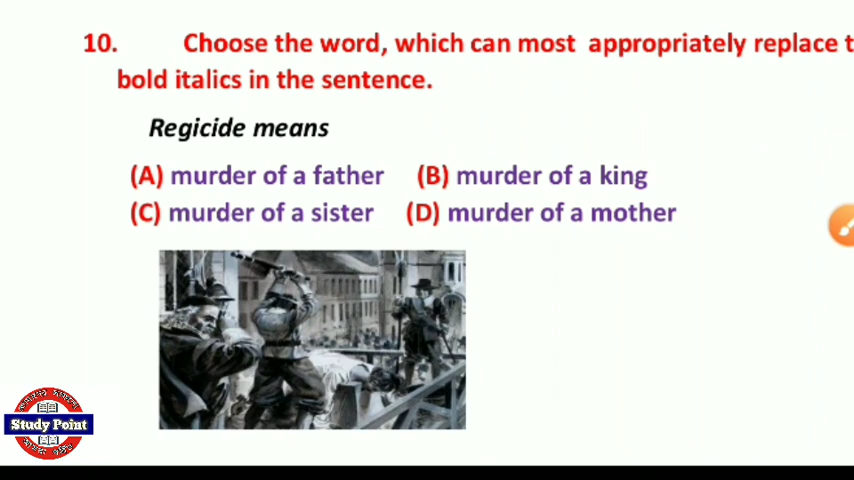 10. Choose the word, which can most appropriately replace t
bold italics in the sentence.
Regicide means
(A) murder of a father (B) murder of a king
(C) murder of a sister (D) murder of a mother
Study Point